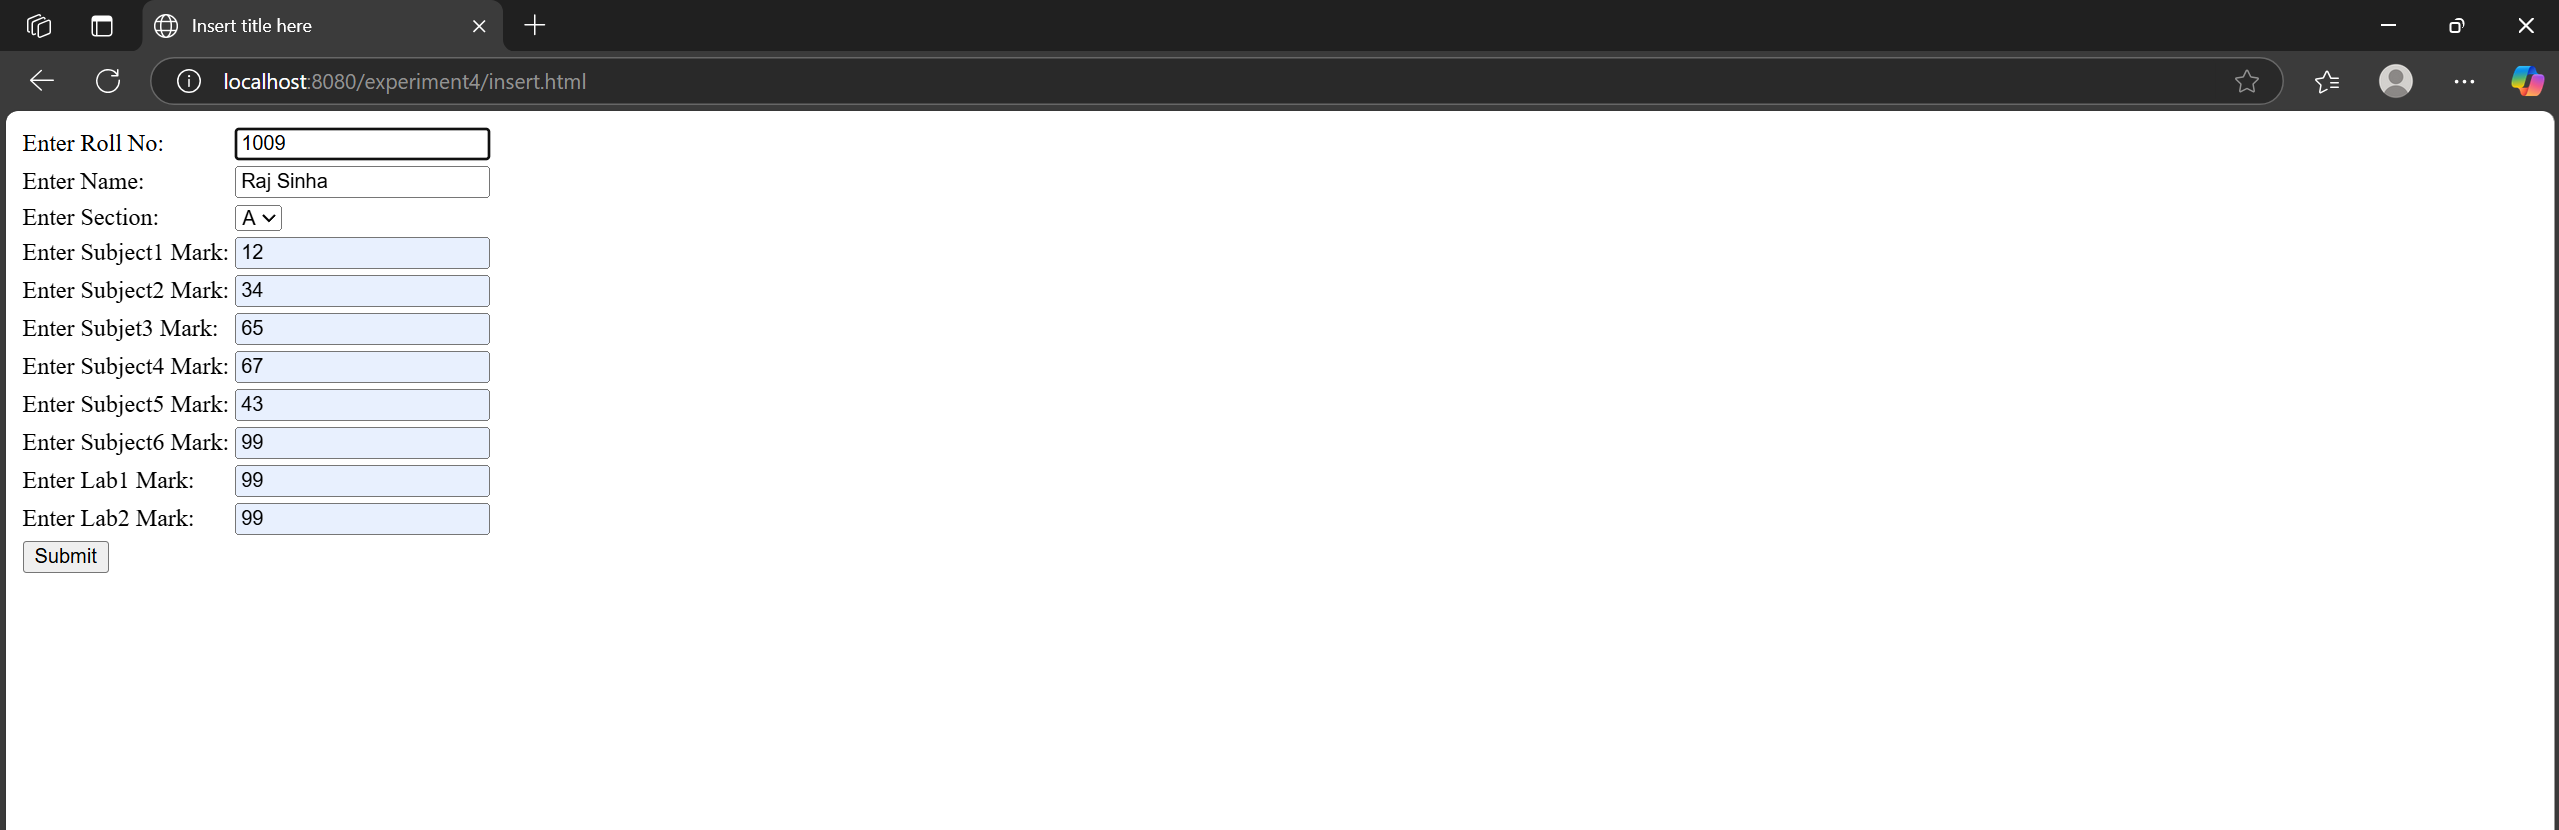 Insert title here
localhost:8080/experiment4/insert.html
Enter Roll No: 1009
Enter Name: Raj Sinha
Enter Section: A
Enter Subject1 Mark: 12
Enter Subject2 Mark: 34
Enter Subjet3 Mark: 65
Enter Subject4 Mark: 67
Enter Subject5 Mark: 43
Enter Subject6 Mark: 99
Enter Lab1 Mark: 99
Enter Lab2 Mark: 99
Submit